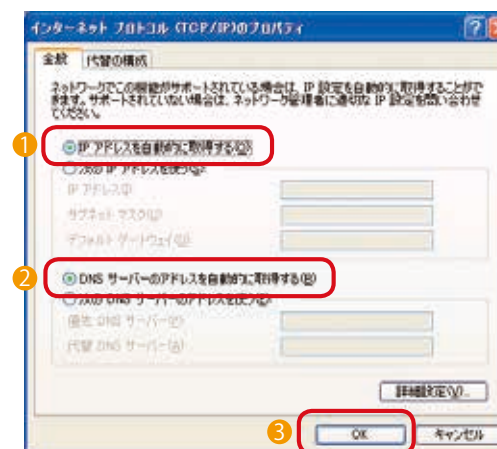 インターネット プロトコル (TCP/IP)のプロパティ
全般 代替の構成
ネットワークでこの機能がサポートされている場合は、IP 設定を自動的に取得することがで
きます。サポートされていない場合は、ネットワーク管理者に適切な IP 設定を問い合わせ
てください。
1 IP アドレスを自動的に取得する(O)
次の IP アドレスを使う(S):
IP アドレス(I):
サブネット マスク(U):
デフォルト ゲートウェイ(D):
2 DNS サーバーのアドレスを自動的に取得する(B)
次の DNS サーバーのアドレスを使う(E):
優先 DNS サーバー(P):
代替 DNS サーバー(A):
詳細設定(V)...
3 OK キャンセル